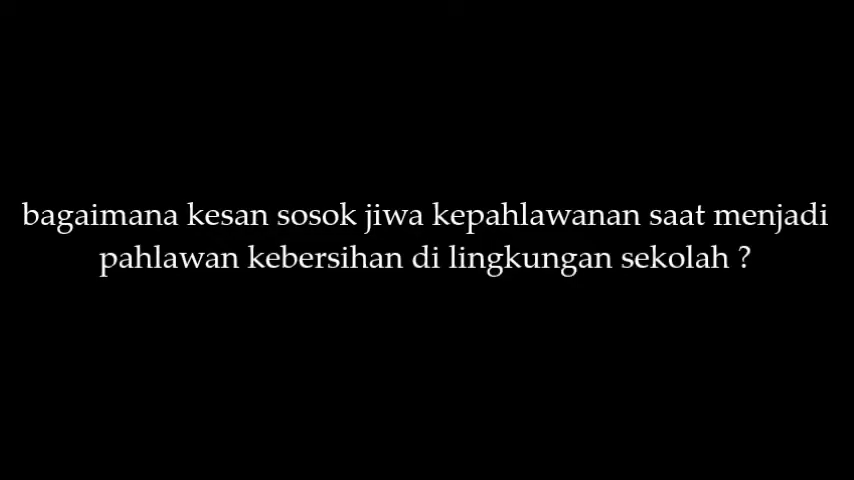 bagaimana kesan sosok jiwa kepahlawanan saat menjadi
pahlawan kebersihan di lingkungan sekolah ?